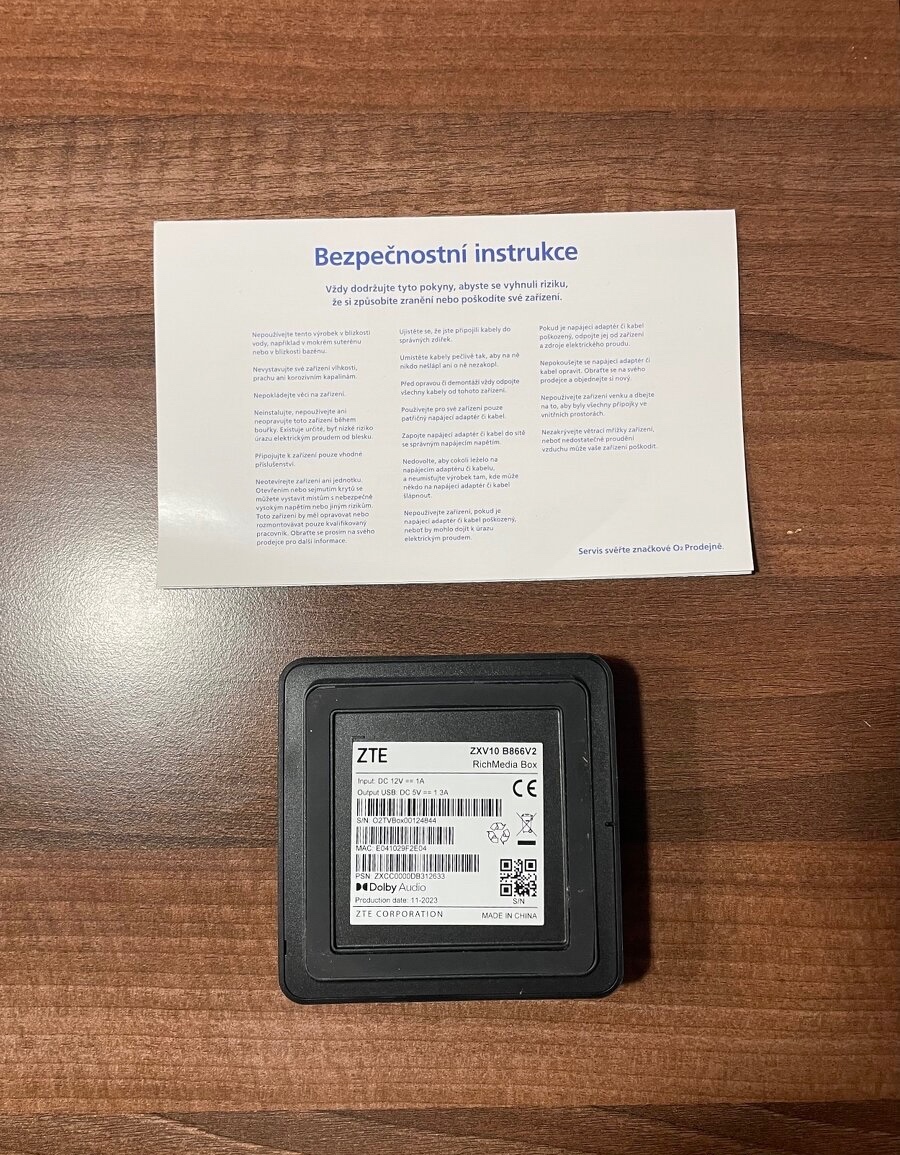 Bezpečnostní instrukce
Vždy dodržujte tyto pokyny, abyste se vyhnuli riziku,
že si způsobíte zranění nebo poškodíte své zařízení.
Nepoužívejte tento výrobek v blízkosti
vody, například v mokrém suterénu
nebo v blízkosti bazénu.
Nevystavujte své zařízení vlhkosti,
prachu ani korozivním kapalinám.
Nepokládejte věci na zařízení.
Neinstalujte, nepoužívejte ani
neopravujte toto zařízení během
bouřky. Existuje určité, byť nízké riziko
úrazu elektrickým proudem od blesku.
Připojujte k zařízení pouze vhodné
příslušenství.
Neotevírejte zařízení ani jednotku.
Otevřením nebo sejmutím krytů se
můžete vystavit místům s nebezpečně
vysokým napětím nebo jiným rizikům.
Toto zařízení by měl opravovat nebo
rozmontovávat pouze kvalifikovaný
pracovník. Obraťte se prosím na svého
prodejce pro další informace.
Ujistěte se, že jste připojili kabely do
správných zdířek.
Umístěte kabely pečlivě tak, aby na ně
nikdo nešlápl ani o ně nezakopl.
Před opravou či demontáží vždy odpojte
všechny kabely od tohoto zařízení.
Používejte pro své zařízení pouze
patřičný napájecí adaptér či kabel.
Zapojte napájecí adaptér či kabel do sítě
se správným napájecím napětím.
Nedovolte, aby cokoli leželo na
napájecím adaptéru či kabelu,
a neumisťujte výrobek tam, kde může
někdo na napájecí adaptér či kabel
šlápnout.
Nepoužívejte zařízení, pokud je
napájecí adaptér či kabel poškozený,
neboť by mohlo dojít k úrazu
elektrickým proudem.
Pokud je napájecí adaptér či kabel
poškozený, odpojte jej od zařízení
a zdroje elektrického proudu.
Nepokoušejte se napájecí adaptér či
kabel opravit. Obraťte se na svého
prodejce a objednejte si nový.
Nepoužívejte zařízení venku a dbejte
na to, aby byly všechny přípojky ve
vnitřních prostorách.
Nezakrývejte větrací mřížky zařízení,
neboť nedostatečné proudění
vzduchu může vaše zařízení poškodit.
Servis svěřte značkové O2 Prodejně.
ZTE
ZXV10 B866V2
RichMedia Box
Input: DC 12V ⎓ 1A
Output USB: DC 5V ⎓ 1.3A
CE
S/N: O2TVBox00124844
MAC: E041029F2E04
PSN: ZXCC0000DB312633
Dolby Audio
S/N
Production date: 11-2023
ZTE CORPORATION
MADE IN CHINA